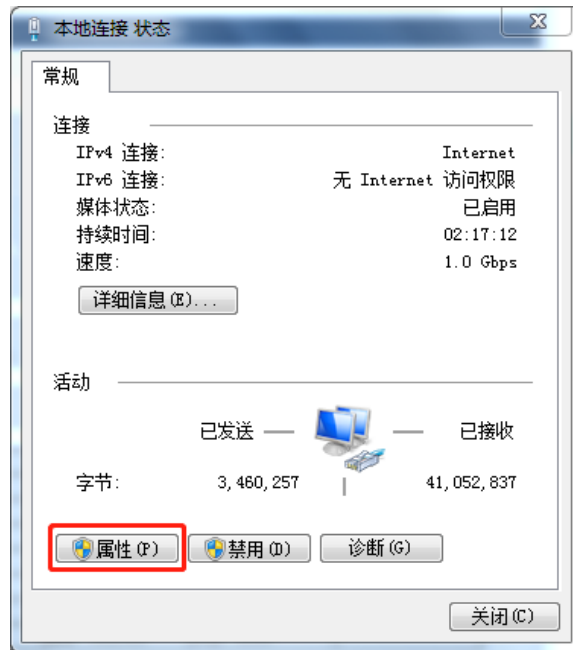 本地连接 状态
常规
连接
IPv4 连接: Internet
IPv6 连接: 无 Internet 访问权限
媒体状态: 已启用
持续时间: 02:17:12
速度: 1.0 Gbps
详细信息(E)...
活动
已发送 — — 已接收
字节: 3,460,257 | 41,052,837
属性(P) 禁用(D) 诊断(G)
关闭(C)